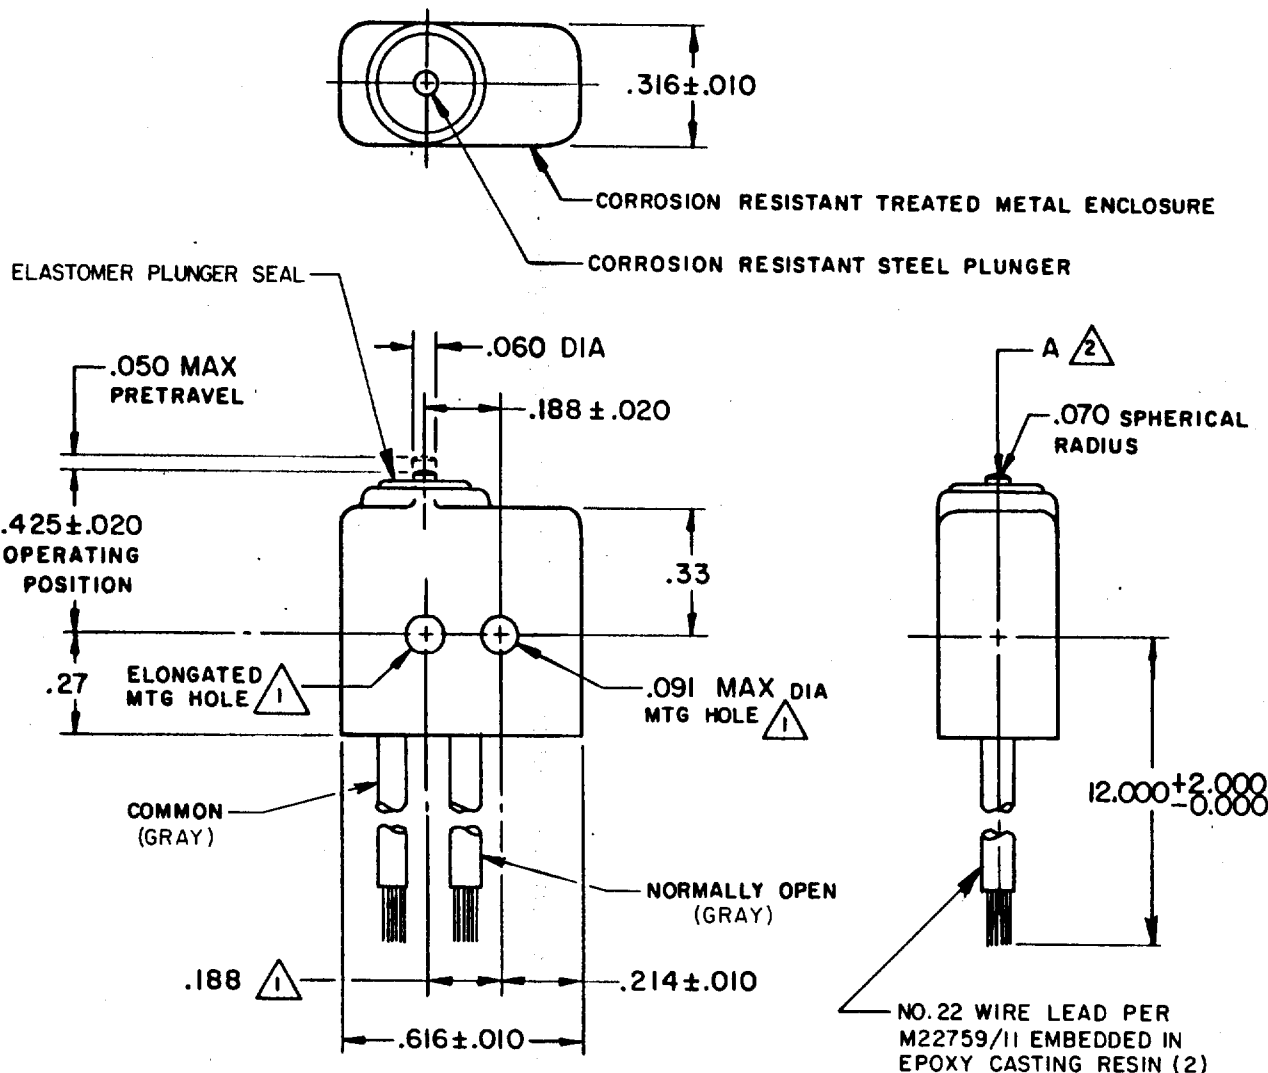 .316±.010
CORROSION RESISTANT TREATED METAL ENCLOSURE
CORROSION RESISTANT STEEL PLUNGER
ELASTOMER PLUNGER SEAL
.060 DIA
A 2
.050 MAX
PRETRAVEL
.188±.020
.070 SPHERICAL
RADIUS
.425±.020
OPERATING
POSITION
.33
.27
ELONGATED
MTG HOLE 1
.091 MAX DIA
MTG HOLE 1
12.000+2.000
-0.000
COMMON
(GRAY)
NORMALLY OPEN
(GRAY)
.188 1
.214±.010
.616±.010
NO.22 WIRE LEAD PER
M22759/11 EMBEDDED IN
EPOXY CASTING RESIN (2)